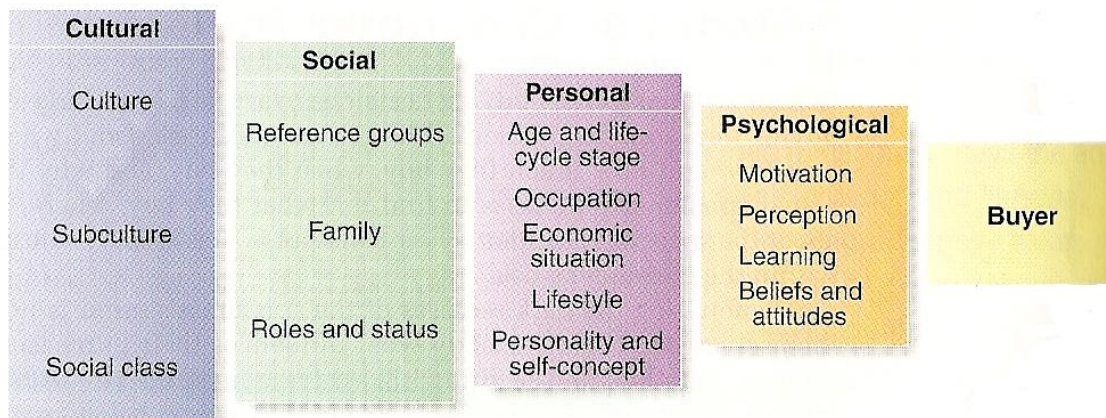 Cultural
Culture
Subculture
Social class
Social
Reference groups
Family
Roles and status
Personal
Age and life-
cycle stage
Occupation
Economic
situation
Lifestyle
Personality and
self-concept
Psychological
Motivation
Perception
Learning
Beliefs and
attitudes
Buyer